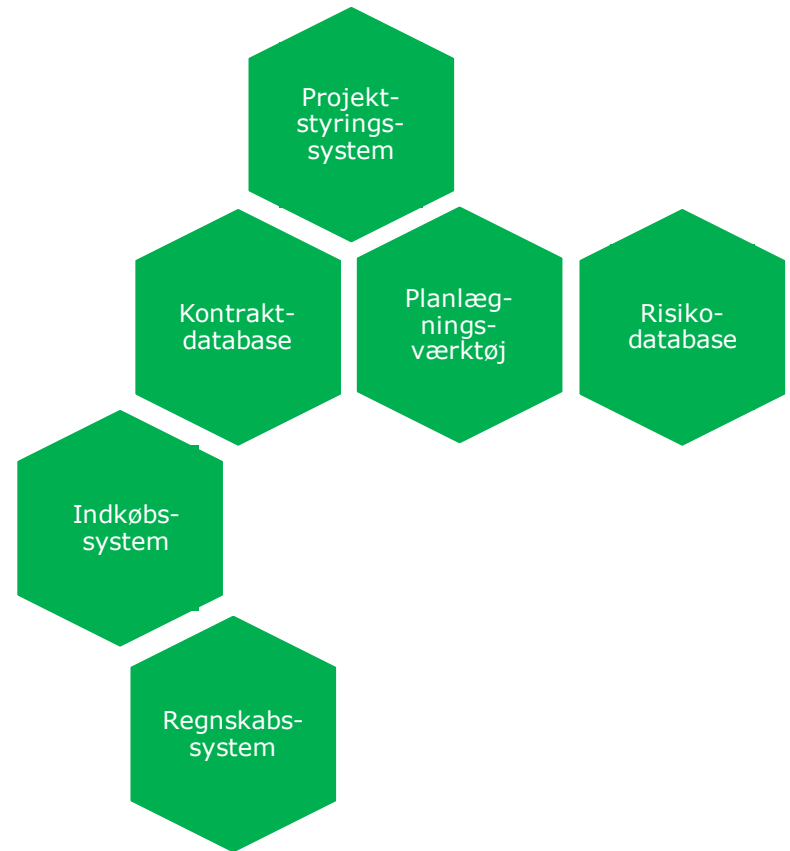 Projekt-
styrings-
system
Kontrakt-
database
Planlæg-
nings-
værktøj
Risiko-
database
Indkøbs-
system
Regnskabs-
system